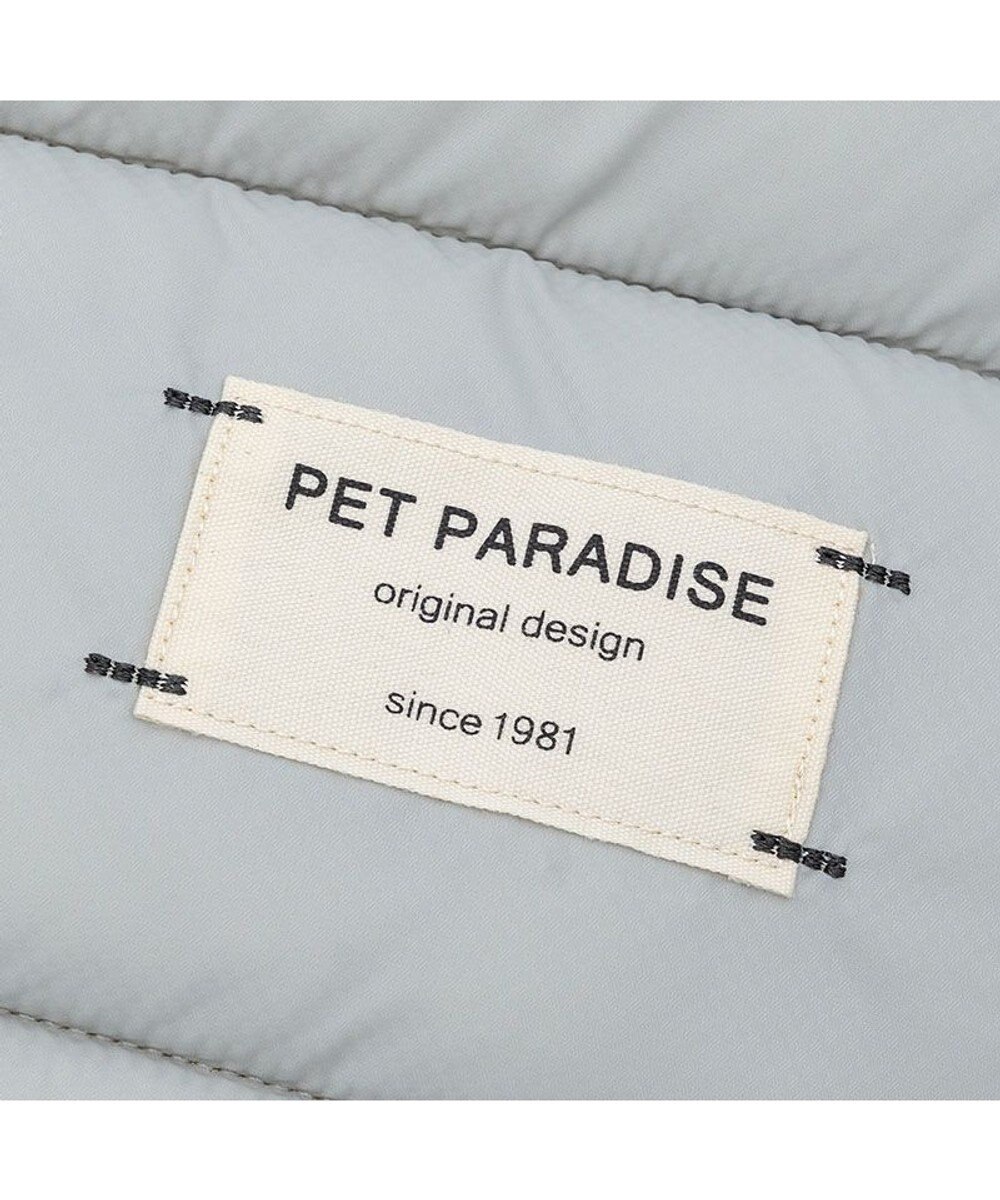 PET PARADISE
original design
since 1981